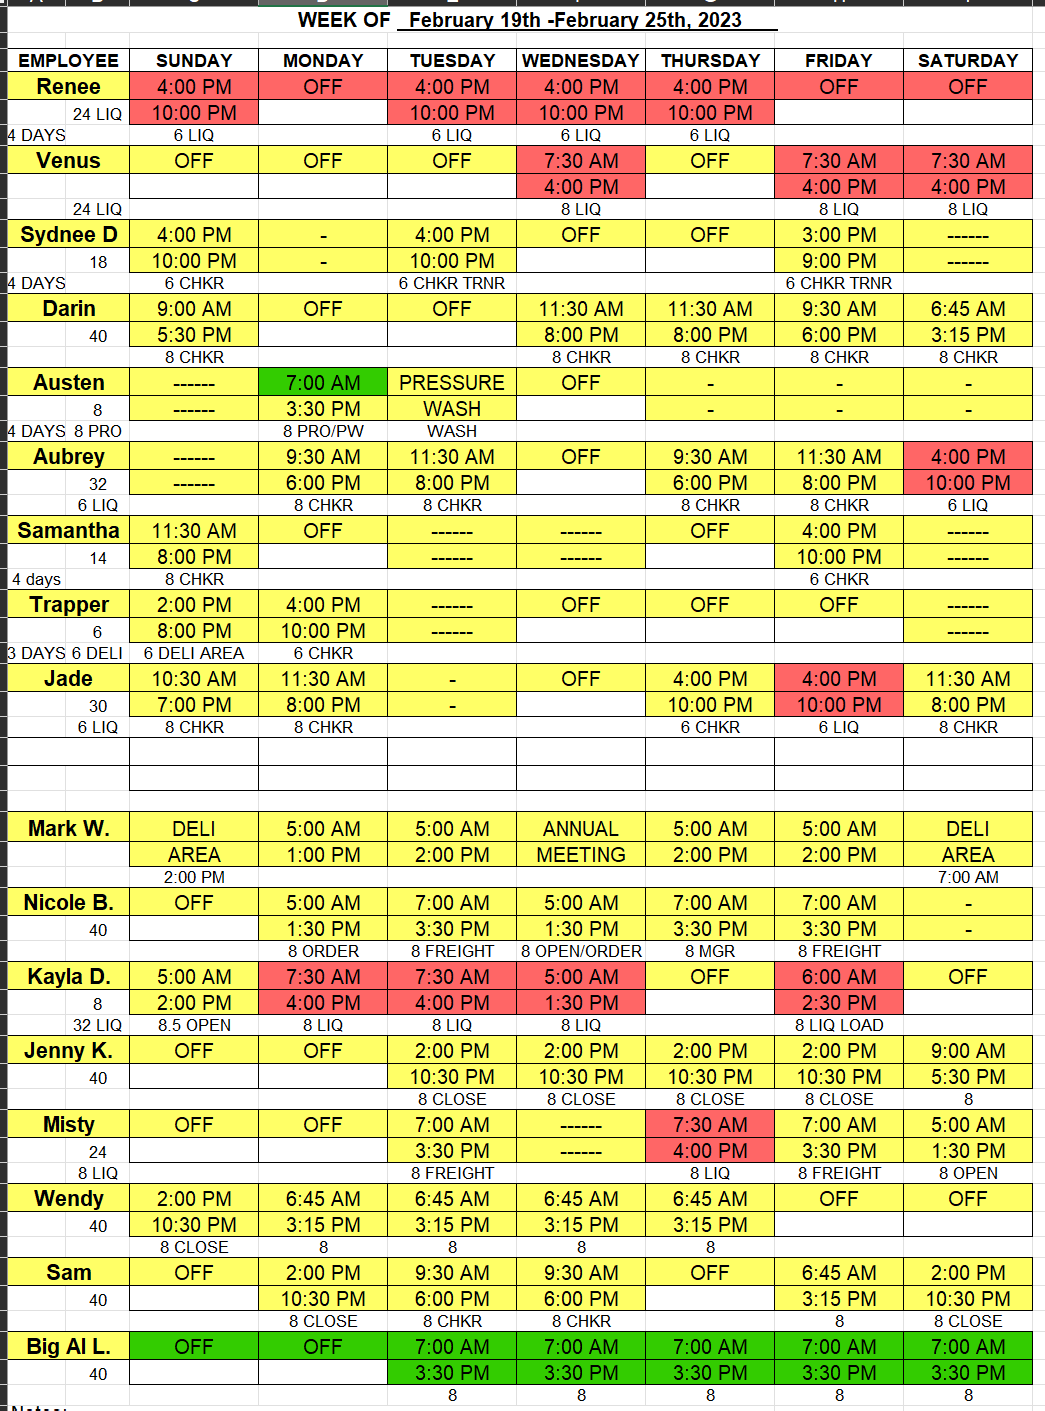 WEEK OF February 19th -February 25th, 2023
EMPLOYEE SUNDAY MONDAY TUESDAY WEDNESDAY THURSDAY FRIDAY SATURDAY
Renee 4:00 PM OFF 4:00 PM 4:00 PM 4:00 PM OFF OFF
24 LIQ 10:00 PM 10:00 PM 10:00 PM 10:00 PM
4 DAYS 6 LIQ 6 LIQ 6 LIQ 6 LIQ
Venus OFF OFF OFF 7:30 AM OFF 7:30 AM 7:30 AM
4:00 PM 4:00 PM 4:00 PM
24 LIQ 8 LIQ 8 LIQ 8 LIQ
Sydnee D 4:00 PM - 4:00 PM OFF OFF 3:00 PM ------
18 10:00 PM - 10:00 PM 9:00 PM ------
4 DAYS 6 CHKR 6 CHKR TRNR 6 CHKR TRNR
Darin 9:00 AM OFF OFF 11:30 AM 11:30 AM 9:30 AM 6:45 AM
40 5:30 PM 8:00 PM 8:00 PM 6:00 PM 3:15 PM
8 CHKR 8 CHKR 8 CHKR 8 CHKR 8 CHKR
Austen ------ 7:00 AM PRESSURE OFF - - -
8 ------ 3:30 PM WASH - - -
4 DAYS 8 PRO 8 PRO/PW WASH
Aubrey ------ 9:30 AM 11:30 AM OFF 9:30 AM 11:30 AM 4:00 PM
32 ------ 6:00 PM 8:00 PM 6:00 PM 8:00 PM 10:00 PM
6 LIQ 8 CHKR 8 CHKR 8 CHKR 8 CHKR 6 LIQ
Samantha 11:30 AM OFF ------ ------ OFF 4:00 PM ------
14 8:00 PM ------ ------ 10:00 PM ------
4 days 8 CHKR 6 CHKR
Trapper 2:00 PM 4:00 PM ------ OFF OFF OFF ------
6 8:00 PM 10:00 PM ------ ------
3 DAYS 6 DELI 6 DELI AREA 6 CHKR
Jade 10:30 AM 11:30 AM - OFF 4:00 PM 4:00 PM 11:30 AM
30 7:00 PM 8:00 PM - 10:00 PM 10:00 PM 8:00 PM
6 LIQ 8 CHKR 8 CHKR 6 CHKR 6 LIQ 8 CHKR
Mark W. DELI 5:00 AM 5:00 AM ANNUAL 5:00 AM 5:00 AM DELI
AREA 1:00 PM 2:00 PM MEETING 2:00 PM 2:00 PM AREA
2:00 PM 7:00 AM
Nicole B. OFF 5:00 AM 7:00 AM 5:00 AM 7:00 AM 7:00 AM -
40 1:30 PM 3:30 PM 1:30 PM 3:30 PM 3:30 PM -
8 ORDER 8 FREIGHT 8 OPEN/ORDER 8 MGR 8 FREIGHT
Kayla D. 5:00 AM 7:30 AM 7:30 AM 5:00 AM OFF 6:00 AM OFF
8 2:00 PM 4:00 PM 4:00 PM 1:30 PM 2:30 PM
32 LIQ 8.5 OPEN 8 LIQ 8 LIQ 8 LIQ 8 LIQ LOAD
Jenny K. OFF OFF 2:00 PM 2:00 PM 2:00 PM 2:00 PM 9:00 AM
40 10:30 PM 10:30 PM 10:30 PM 10:30 PM 5:30 PM
8 CLOSE 8 CLOSE 8 CLOSE 8 CLOSE 8
Misty OFF OFF 7:00 AM ------ 7:30 AM 7:00 AM 5:00 AM
24 3:30 PM ------ 4:00 PM 3:30 PM 1:30 PM
8 LIQ 8 FREIGHT 8 LIQ 8 FREIGHT 8 OPEN
Wendy 2:00 PM 6:45 AM 6:45 AM 6:45 AM 6:45 AM OFF OFF
40 10:30 PM 3:15 PM 3:15 PM 3:15 PM 3:15 PM
8 CLOSE 8 8 8 8
Sam OFF 2:00 PM 9:30 AM 9:30 AM OFF 6:45 AM 2:00 PM
40 10:30 PM 6:00 PM 6:00 PM 3:15 PM 10:30 PM
8 CLOSE 8 CHKR 8 CHKR 8 8 CLOSE
Big Al L. OFF OFF 7:00 AM 7:00 AM 7:00 AM 7:00 AM 7:00 AM
40 3:30 PM 3:30 PM 3:30 PM 3:30 PM 3:30 PM
8 8 8 8 8